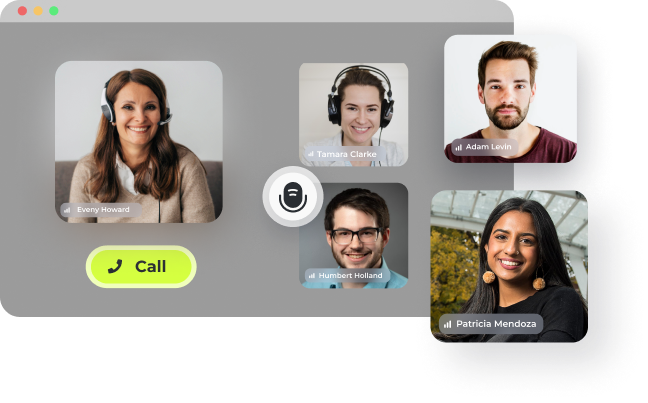 Eveny Howard
Call
Tamara Clarke
Humbert Holland
Adam Levin
Patricia Mendoza